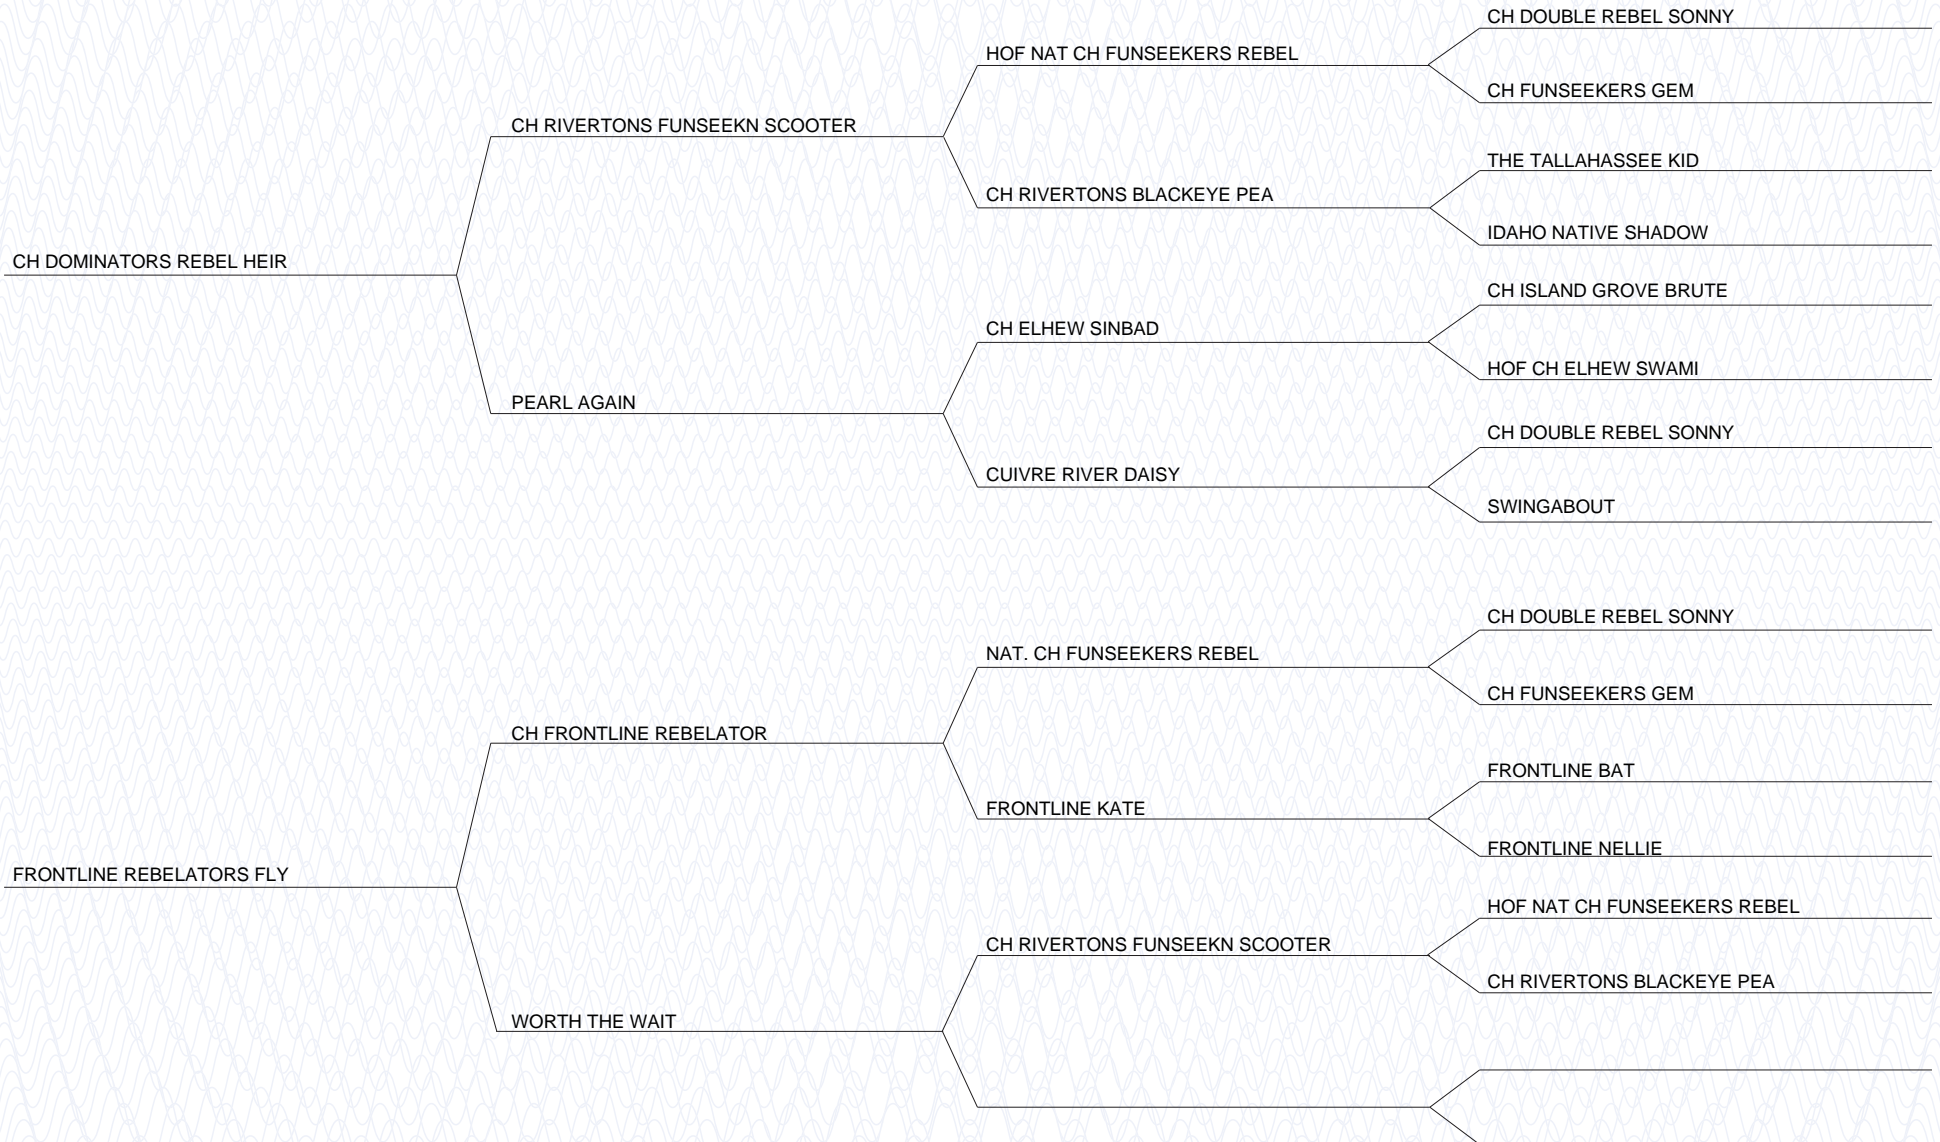 CH DOUBLE REBEL SONNY
HOF NAT CH FUNSEEKERS REBEL
CH FUNSEEKERS GEM
CH RIVERTONS FUNSEEKN SCOOTER
THE TALLAHASSEE KID
CH RIVERTONS BLACKEYE PEA
IDAHO NATIVE SHADOW
CH DOMINATORS REBEL HEIR
CH ISLAND GROVE BRUTE
CH ELHEW SINBAD
HOF CH ELHEW SWAMI
PEARL AGAIN
CH DOUBLE REBEL SONNY
CUIVRE RIVER DAISY
SWINGABOUT
CH DOUBLE REBEL SONNY
NAT. CH FUNSEEKERS REBEL
CH FUNSEEKERS GEM
CH FRONTLINE REBELATOR
FRONTLINE BAT
FRONTLINE KATE
FRONTLINE NELLIE
FRONTLINE REBELATORS FLY
HOF NAT CH FUNSEEKERS REBEL
CH RIVERTONS FUNSEEKN SCOOTER
CH RIVERTONS BLACKEYE PEA
WORTH THE WAIT